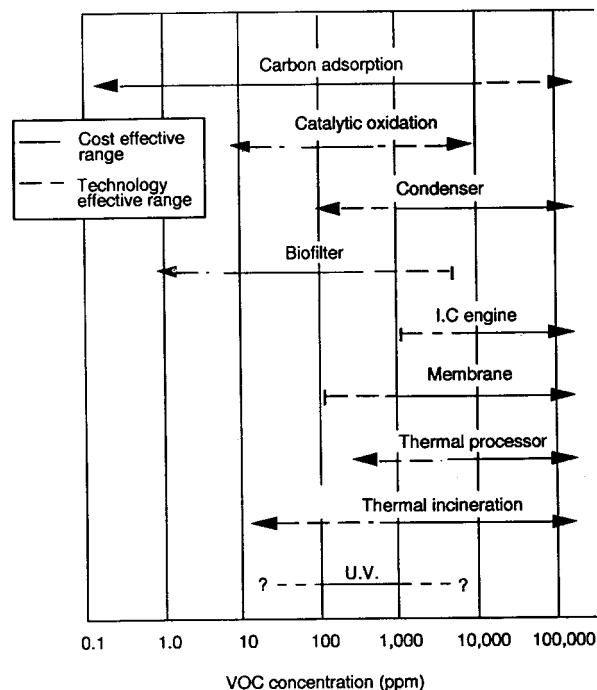 Carbon adsorption
Cost effective
range
Technology
effective range
Catalytic oxidation
Condenser
Biofilter
I.C engine
Membrane
Thermal processor
Thermal incineration
? U.V. ?
0.1 1.0 10 100 1,000 10,000 100,000
VOC concentration (ppm)